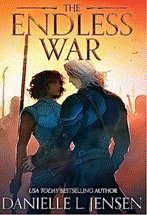 THE
ENDLESS
WAR
USA TODAY BESTSELLING AUTHOR
DANIELLE L. JENSEN